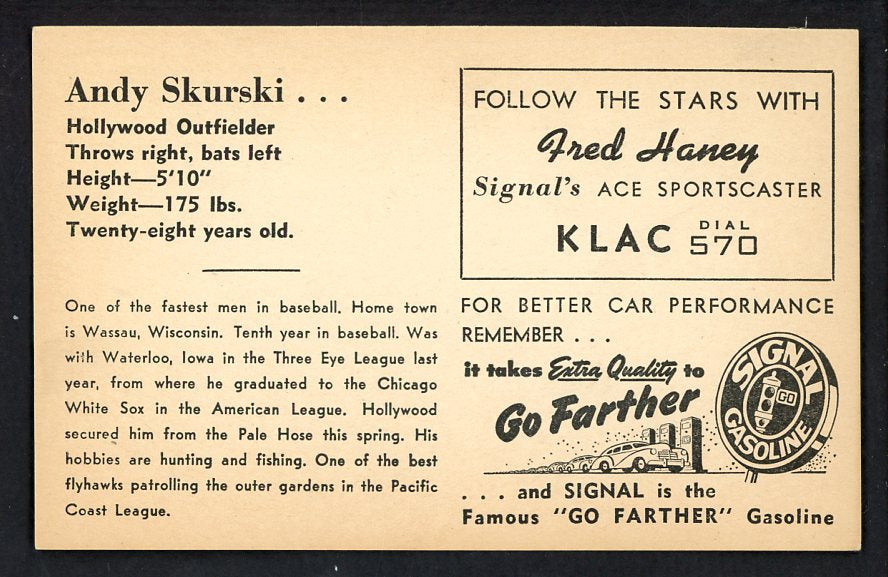 Andy Skurski . . .
Hollywood Outfielder
Throws right, bats left
Height—5'10"
Weight—175 lbs.
Twenty-eight years old.
One of the fastest men in baseball. Home town
is Wassau, Wisconsin. Tenth year in baseball. Was
with Waterloo, Iowa in the Three Eye League last
year, from where he graduated to the Chicago
White Sox in the American League. Hollywood
secured him from the Pale Hose this spring. His
hobbies are hunting and fishing. One of the best
flyhawks patrolling the outer gardens in the Pacific
Coast League.
FOLLOW THE STARS WITH
Fred Haney
Signal's ACE SPORTSCASTER
KLAC DIAL 570
FOR BETTER CAR PERFORMANCE
REMEMBER . . .
it takes Extra Quality to
Go Farther
SIGNAL
GO
GASOLINE
. . . and SIGNAL is the
Famous "GO FARTHER" Gasoline